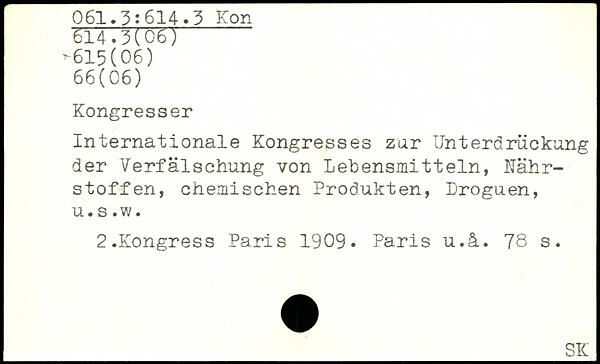 061.3:614.3 Kon
614.3(06)
615(06)
66(06)
Kongresser
Internationale Kongresses zur Unterdrückung
der Verfälschung von Lebensmitteln, Nähr-
stoffen, chemischen Produkten, Droguen,
u.s.w.
2.Kongress Paris 1909. Paris u.å. 78 s.
SK